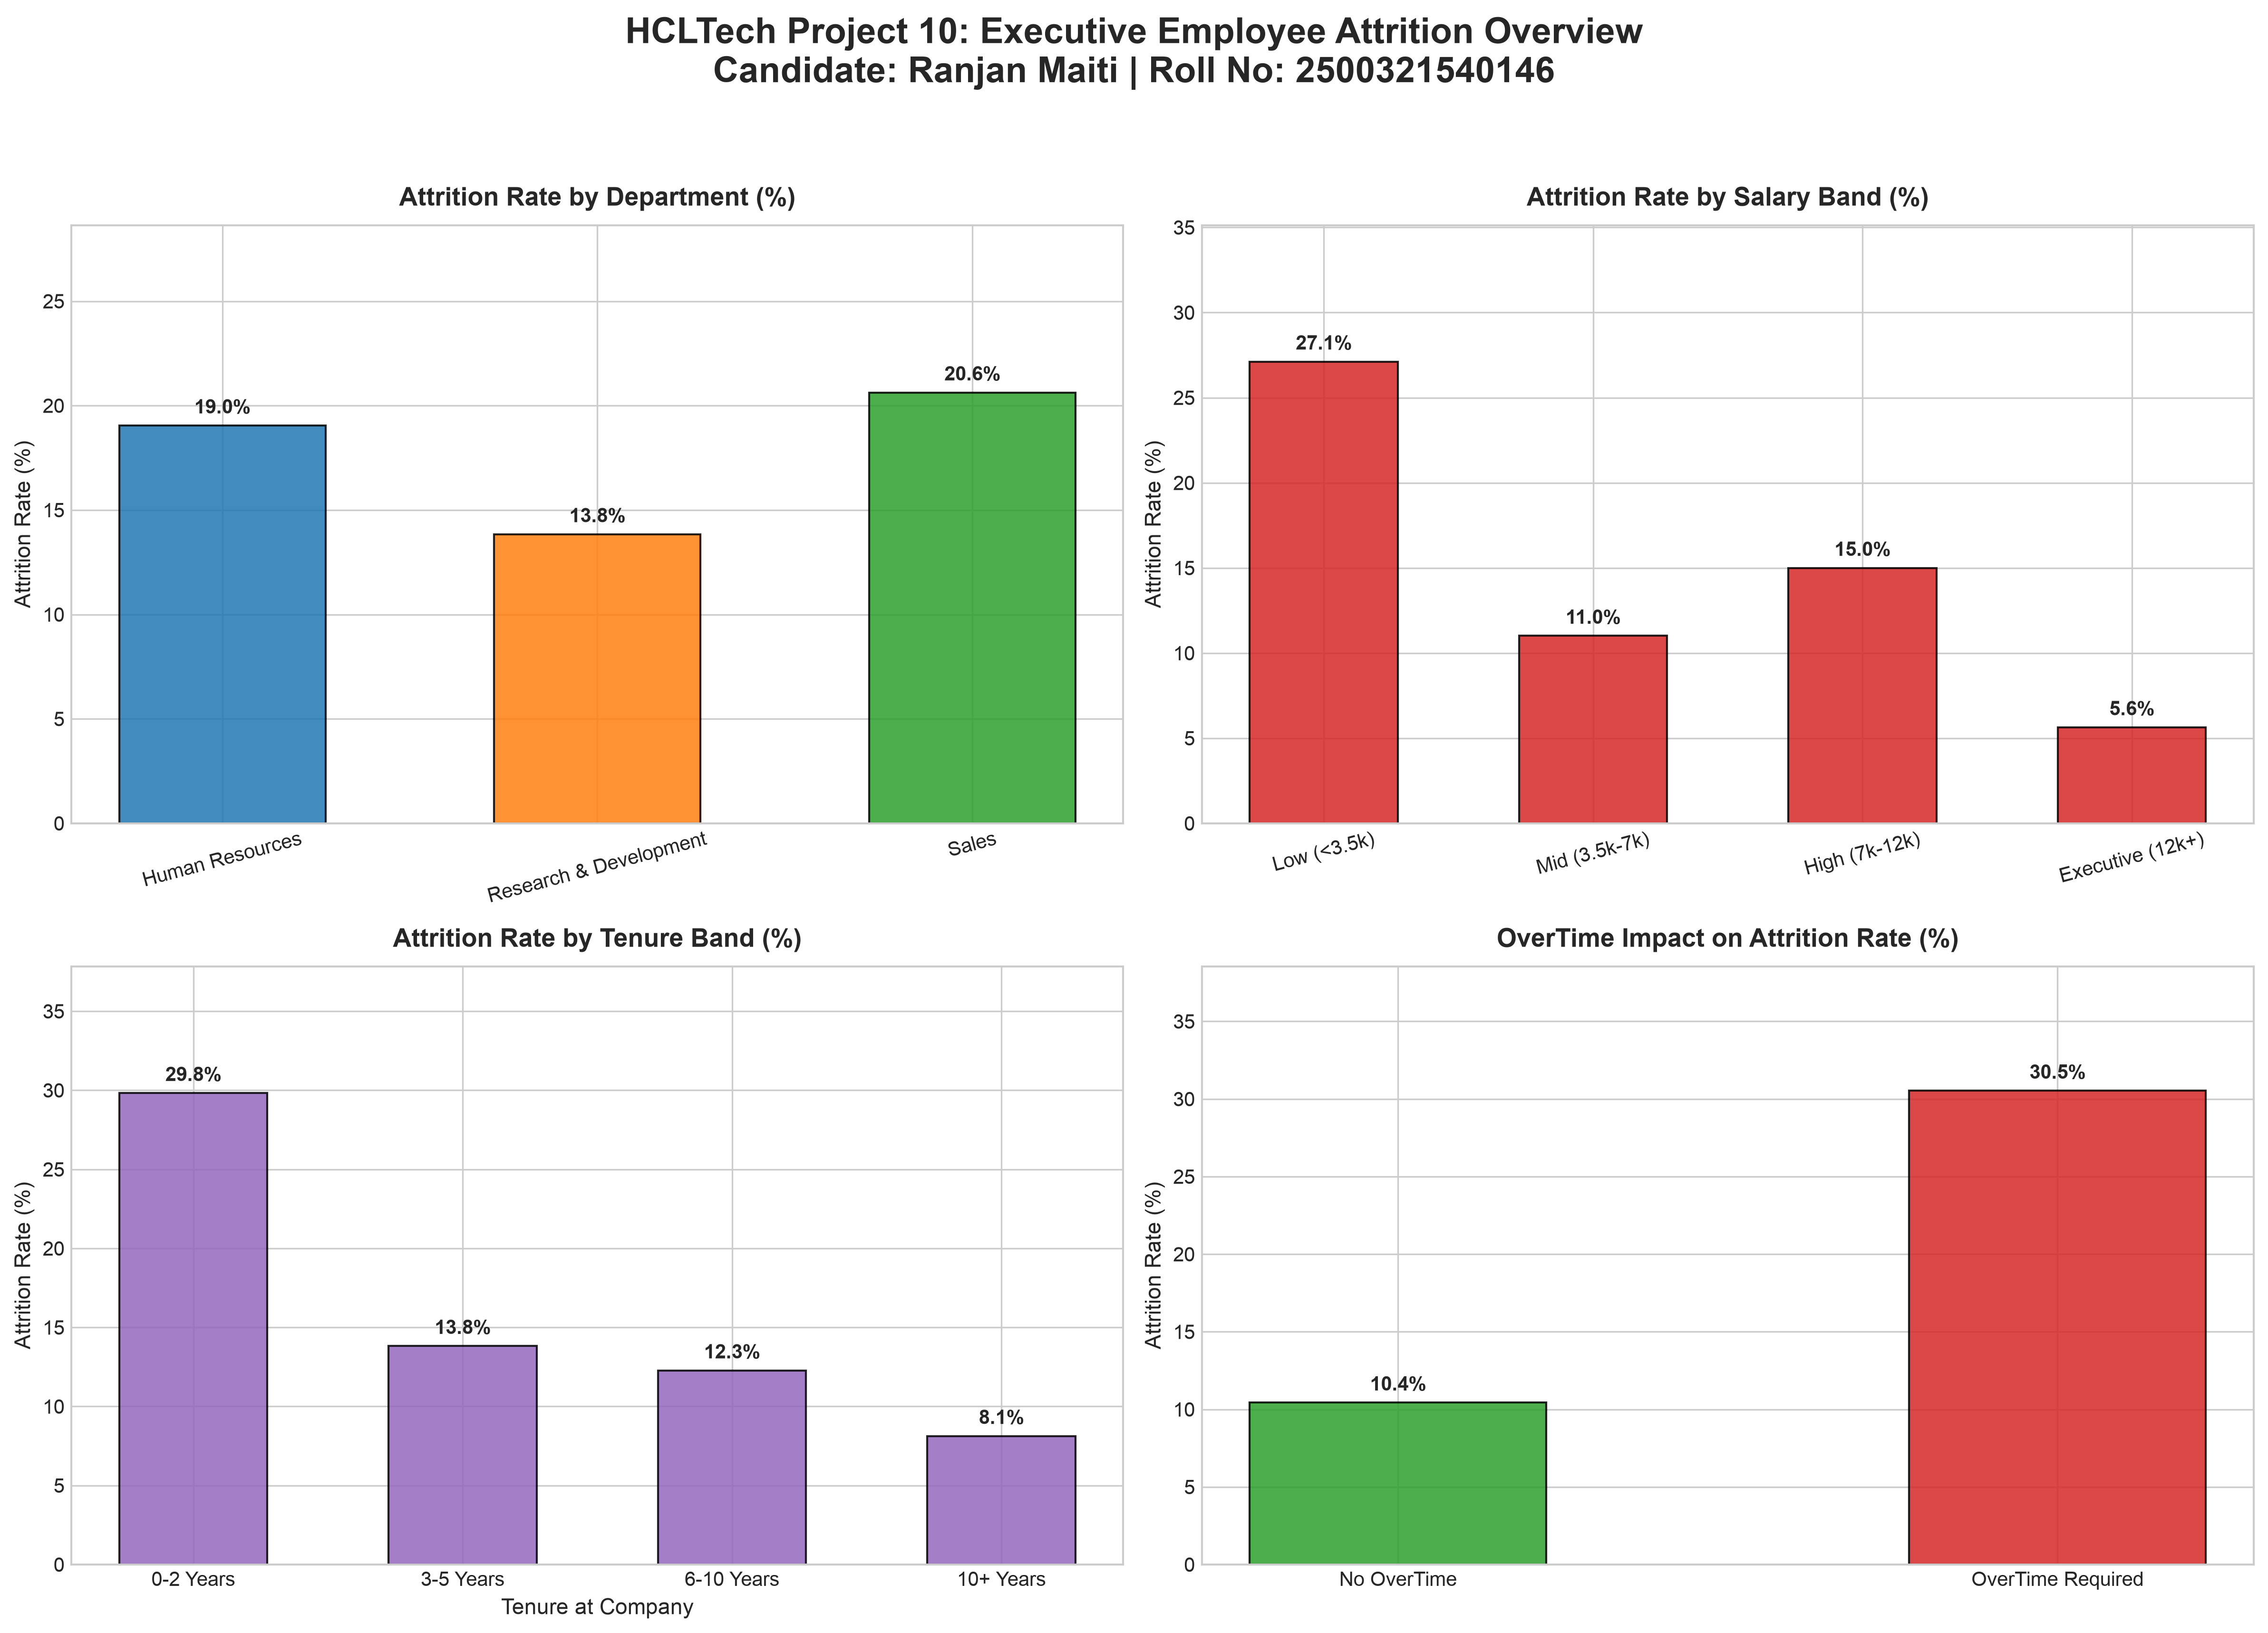 HCLTech Project 10: Executive Employee Attrition Overview
Candidate: Ranjan Maiti | Roll No: 2500321540146
Attrition Rate by Department (%)
Attrition Rate (%)
25
20
15
10
5
0
19.0%
13.8%
20.6%
Human Resources
Research & Development
Sales
Attrition Rate by Salary Band (%)
Attrition Rate (%)
35
30
25
20
15
10
5
0
27.1%
11.0%
15.0%
5.6%
Low (<3.5k)
Mid (3.5k-7k)
High (7k-12k)
Executive (12k+)
Attrition Rate by Tenure Band (%)
Attrition Rate (%)
35
30
25
20
15
10
5
0
29.8%
13.8%
12.3%
8.1%
0-2 Years
3-5 Years
6-10 Years
10+ Years
Tenure at Company
OverTime Impact on Attrition Rate (%)
Attrition Rate (%)
35
30
25
20
15
10
5
0
10.4%
30.5%
No OverTime
OverTime Required